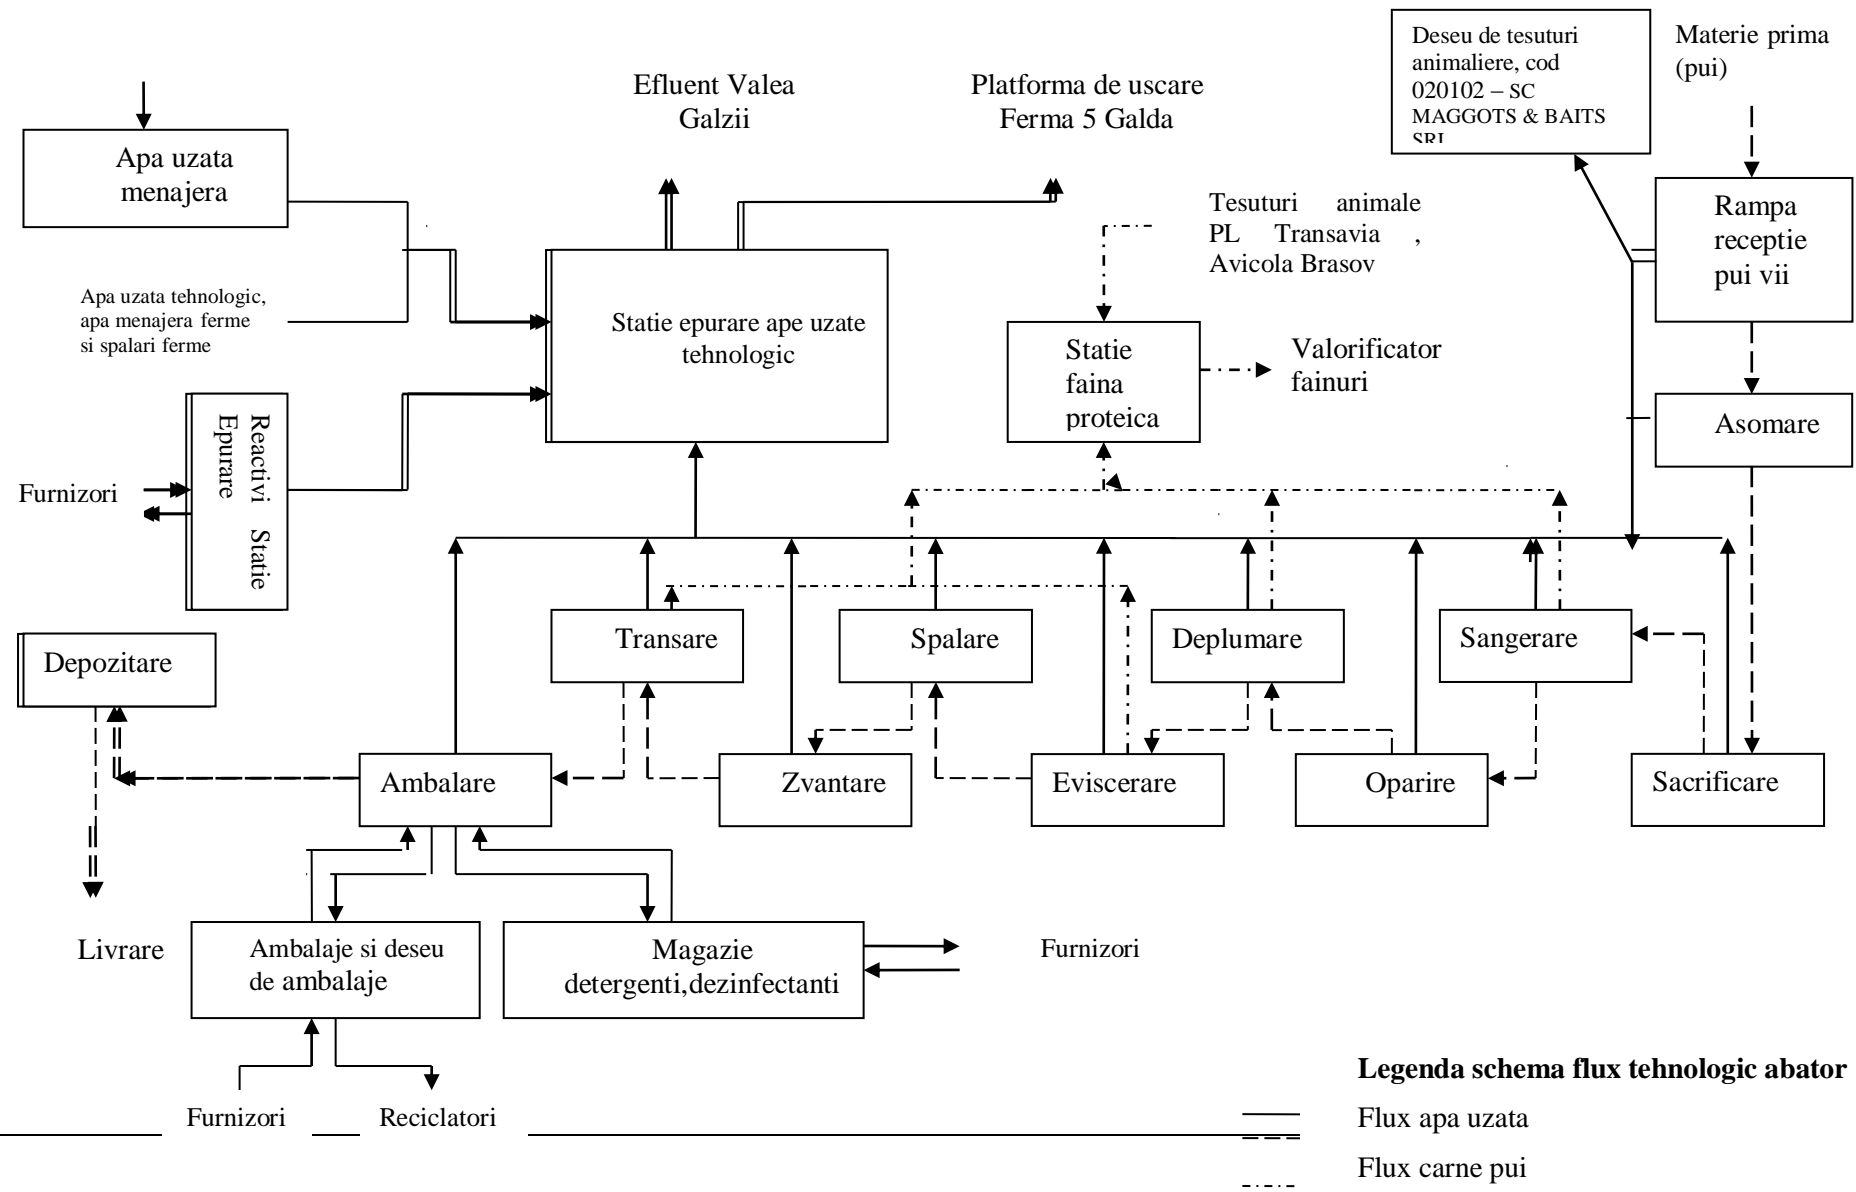 Deseu de tesuturi
animaliere, cod
020102 – SC
MAGGOTS & BAITS
SRL
Materie prima
(pui)
Efluent Valea
Galzii
Platforma de uscare
Ferma 5 Galda
Apa uzata
menajera
Tesuturi animale
PL Transavia ,
Avicola Brasov
Rampa
receptie
pui vii
Apa uzata tehnologic,
apa menajera ferme
si spalari ferme
Statie epurare ape uzate
tehnologic
Statie
faina
proteica
Valorificator
fainuri
Asomare
Reactivi Statie
Epurare
Furnizori
Depozitare
Transare
Spalare
Deplumare
Sangerare
Ambalare
Zvantare
Eviscerare
Oparire
Sacrificare
Livrare
Ambalaje si deseu
de ambalaje
Magazie
detergenti,dezinfectanti
Furnizori
Furnizori
Reciclatori
Legenda schema flux tehnologic abator
Flux apa uzata
Flux carne pui